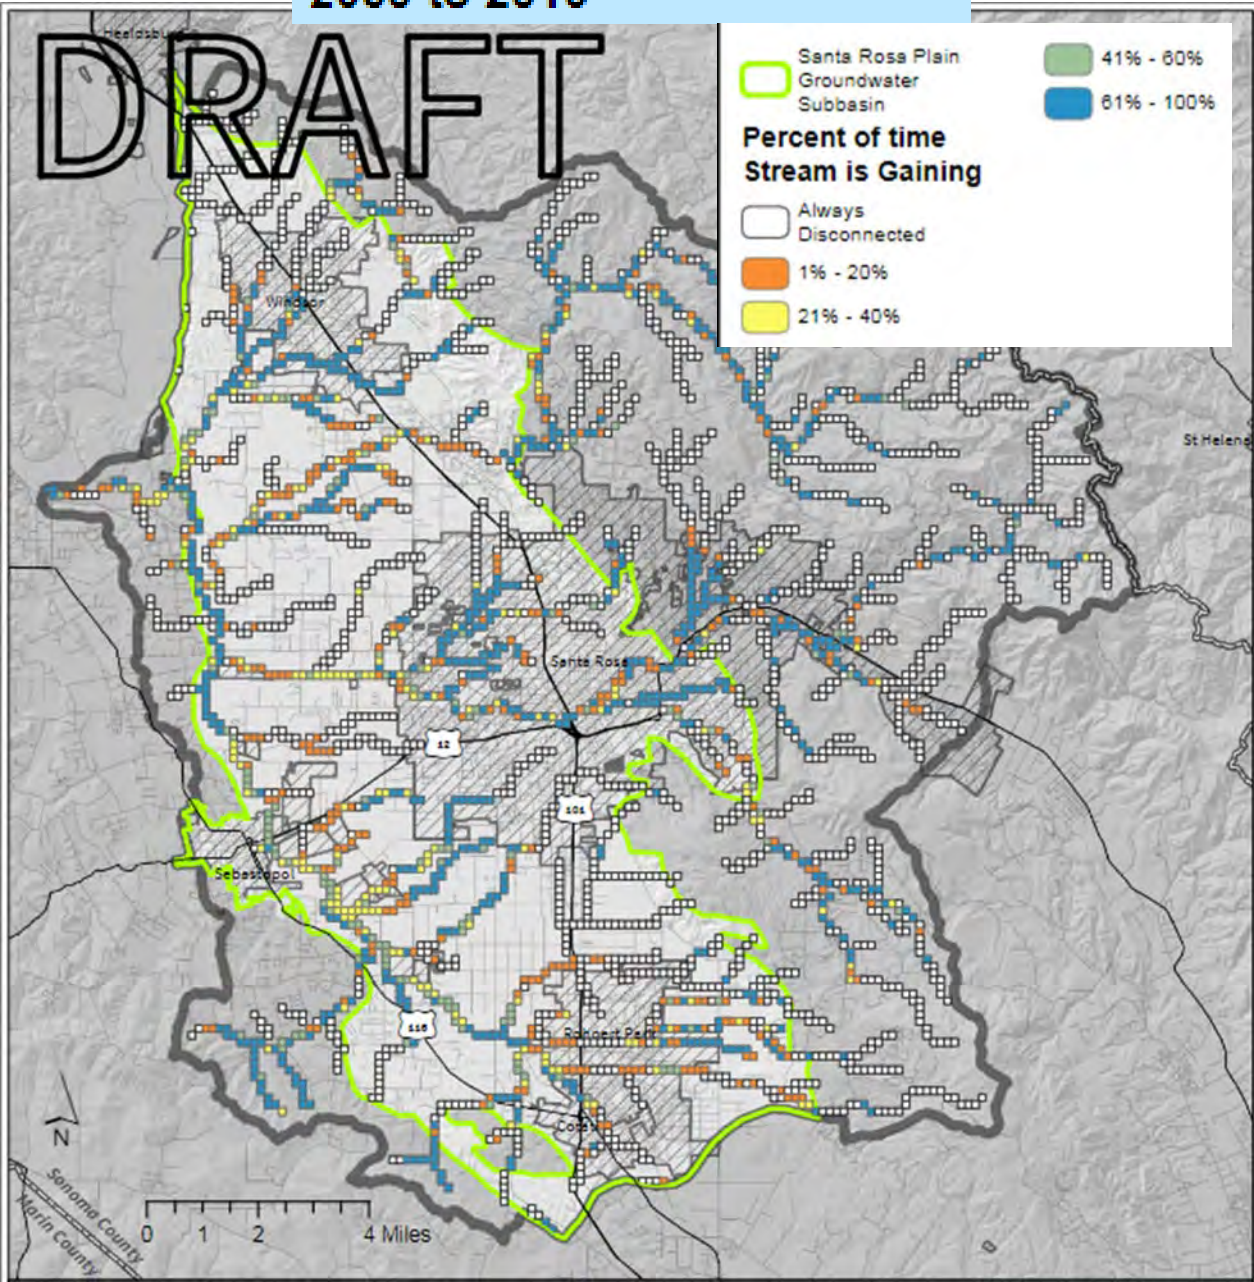 Healdsburg
DRAFT
Santa Rosa Plain
Groundwater
Subbasin
Percent of time
Stream is Gaining
Always
Disconnected
1% - 20%
21% - 40%
41% - 60%
61% - 100%
Windsor
St Helena
Santa Rosa
12
101
Sebastopol
116
Rohnert Park
Cotati
N
Sonoma County
Marin County
0 1 2 4 Miles